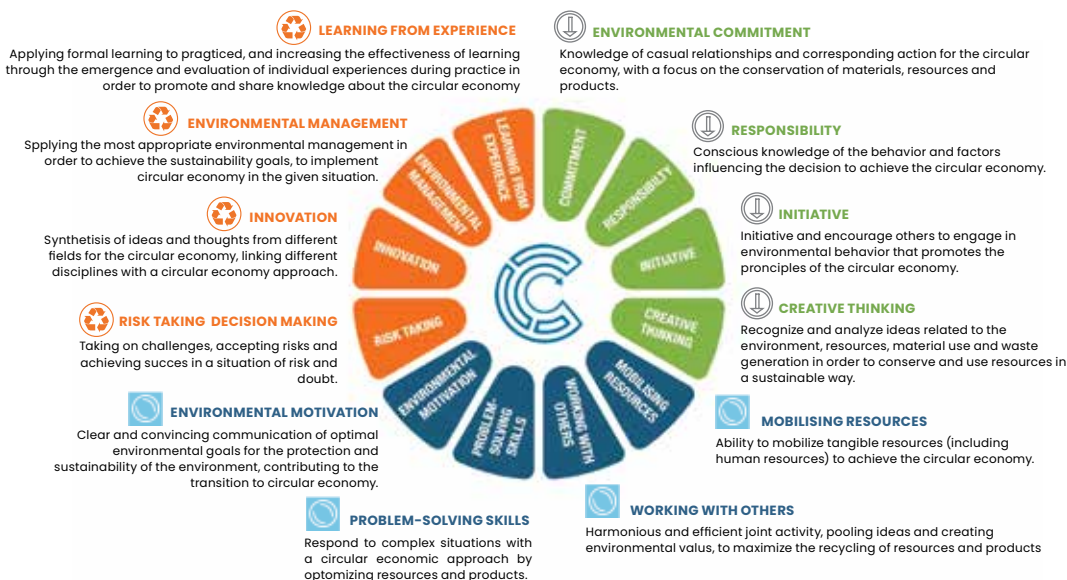 LEARNING FROM EXPERIENCE
Applying formal learning to pragticed, and increasing the effectiveness of learning
through the emergence and evaluation of individual experiences during practice in
order to promote and share knowledge about the circular economy
ENVIRONMENTAL COMMITMENT
Knowledge of casual relationships and corresponding action for the circular
economy, with a focus on the conservation of materials, resources and
products.
ENVIRONMENTAL MANAGEMENT
Spplying the most appropriate environmental management in
order to achieve the sustainability goals, to implement
circular economy in the given situation.
RESPONSIBILITY
Conscious knowledge of the behavior and factors
influencing the decision to achieve the circular economy.
INNOVATION
Synthetisis of ideas and thoughts from different
fields for the circular economy, linking different
disciplines with a circular economy approach.
INITIATIVE
Initiative and encourage others to engage in
environmental behavior that promotes the
pronciples of the circular economy.
RISK TAKING DECISION MAKING
Taking on challenges, accepting risks and
achieving succes in a situation of risk and
doubt.
CREATIVE THINKING
Recognize and analyze ideas related to the
environment, resources, material use and waste
generation in order to conserve and use resources in
a sustainable way.
ENVIRONMENTAL MOTIVATION
Clear and convincing communication of optimal
environmental goals for the protection and
sustainability of the environment, contributing to the
transition to circular economy.
MOBILISING RESOURCES
Ability to mobilize tangible resources (including
human resources) to achieve the circular economy.
PROBLEM-SOLVING SKILLS
Respond to complex situations with
a circular economic approach by
optomizing resources and products.
WORKING WITH OTHERS
Harmonious and efficient joint activity, pooling ideas and creating
environmental valus, to maximize the recycling of resources and products
LEARNING FROM
EXPERIENCE
COMMITMENT
RESPONSIBILTY
INITIATIVE
CREATIVE
THINKING
MOBILISING
RESOURCES
WORKING WITH
OTHERS
PROBLEM-
SOLVING
SKILLS
ENVIRONMENTAL
MOTIVATION
RISK TAKING
INNOVATION
ENVIRONMENTAL
MANAGEMENT